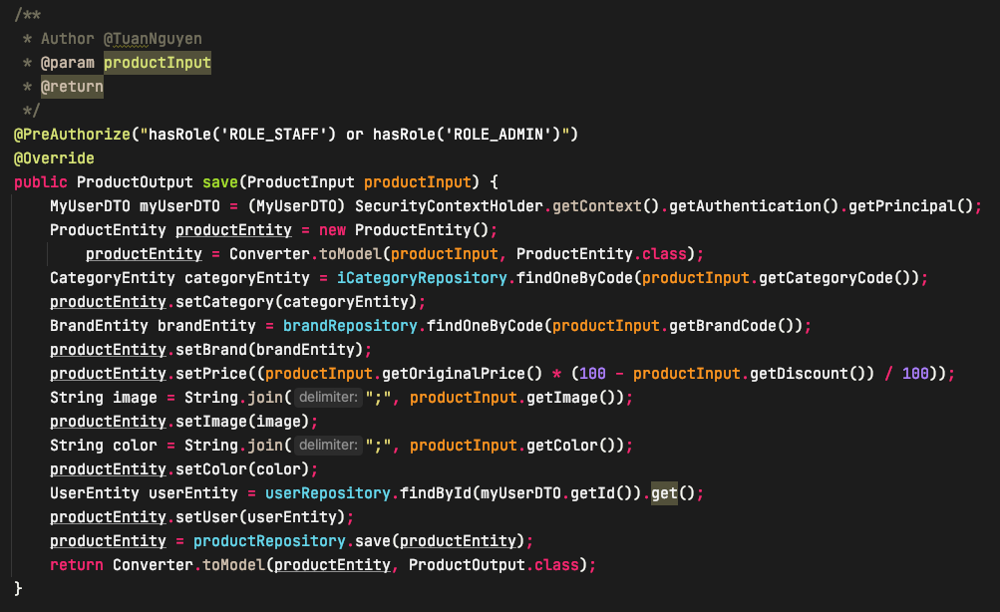 /**
 * Author @TuanNguyen
 * @param productInput
 * @return
 */
@PreAuthorize("hasRole('ROLE_STAFF') or hasRole('ROLE_ADMIN')")
@Override
public ProductOutput save(ProductInput productInput) {
    MyUserDTO myUserDTO = (MyUserDTO) SecurityContextHolder.getContext().getAuthentication().getPrincipal();
    ProductEntity productEntity = new ProductEntity();
        productEntity = Converter.toModel(productInput, ProductEntity.class);
    CategoryEntity categoryEntity = iCategoryRepository.findOneByCode(productInput.getCategoryCode());
    productEntity.setCategory(categoryEntity);
    BrandEntity brandEntity = brandRepository.findOneByCode(productInput.getBrandCode());
    productEntity.setBrand(brandEntity);
    productEntity.setPrice((productInput.getOriginalPrice() * (100 - productInput.getDiscount()) / 100));
    String image = String.join( delimiter: ";", productInput.getImage());
    productEntity.setImage(image);
    String color = String.join( delimiter: ";", productInput.getColor());
    productEntity.setColor(color);
    UserEntity userEntity = userRepository.findById(myUserDTO.getId()).get();
    productEntity.setUser(userEntity);
    productEntity = productRepository.save(productEntity);
    return Converter.toModel(productEntity, ProductOutput.class);
}